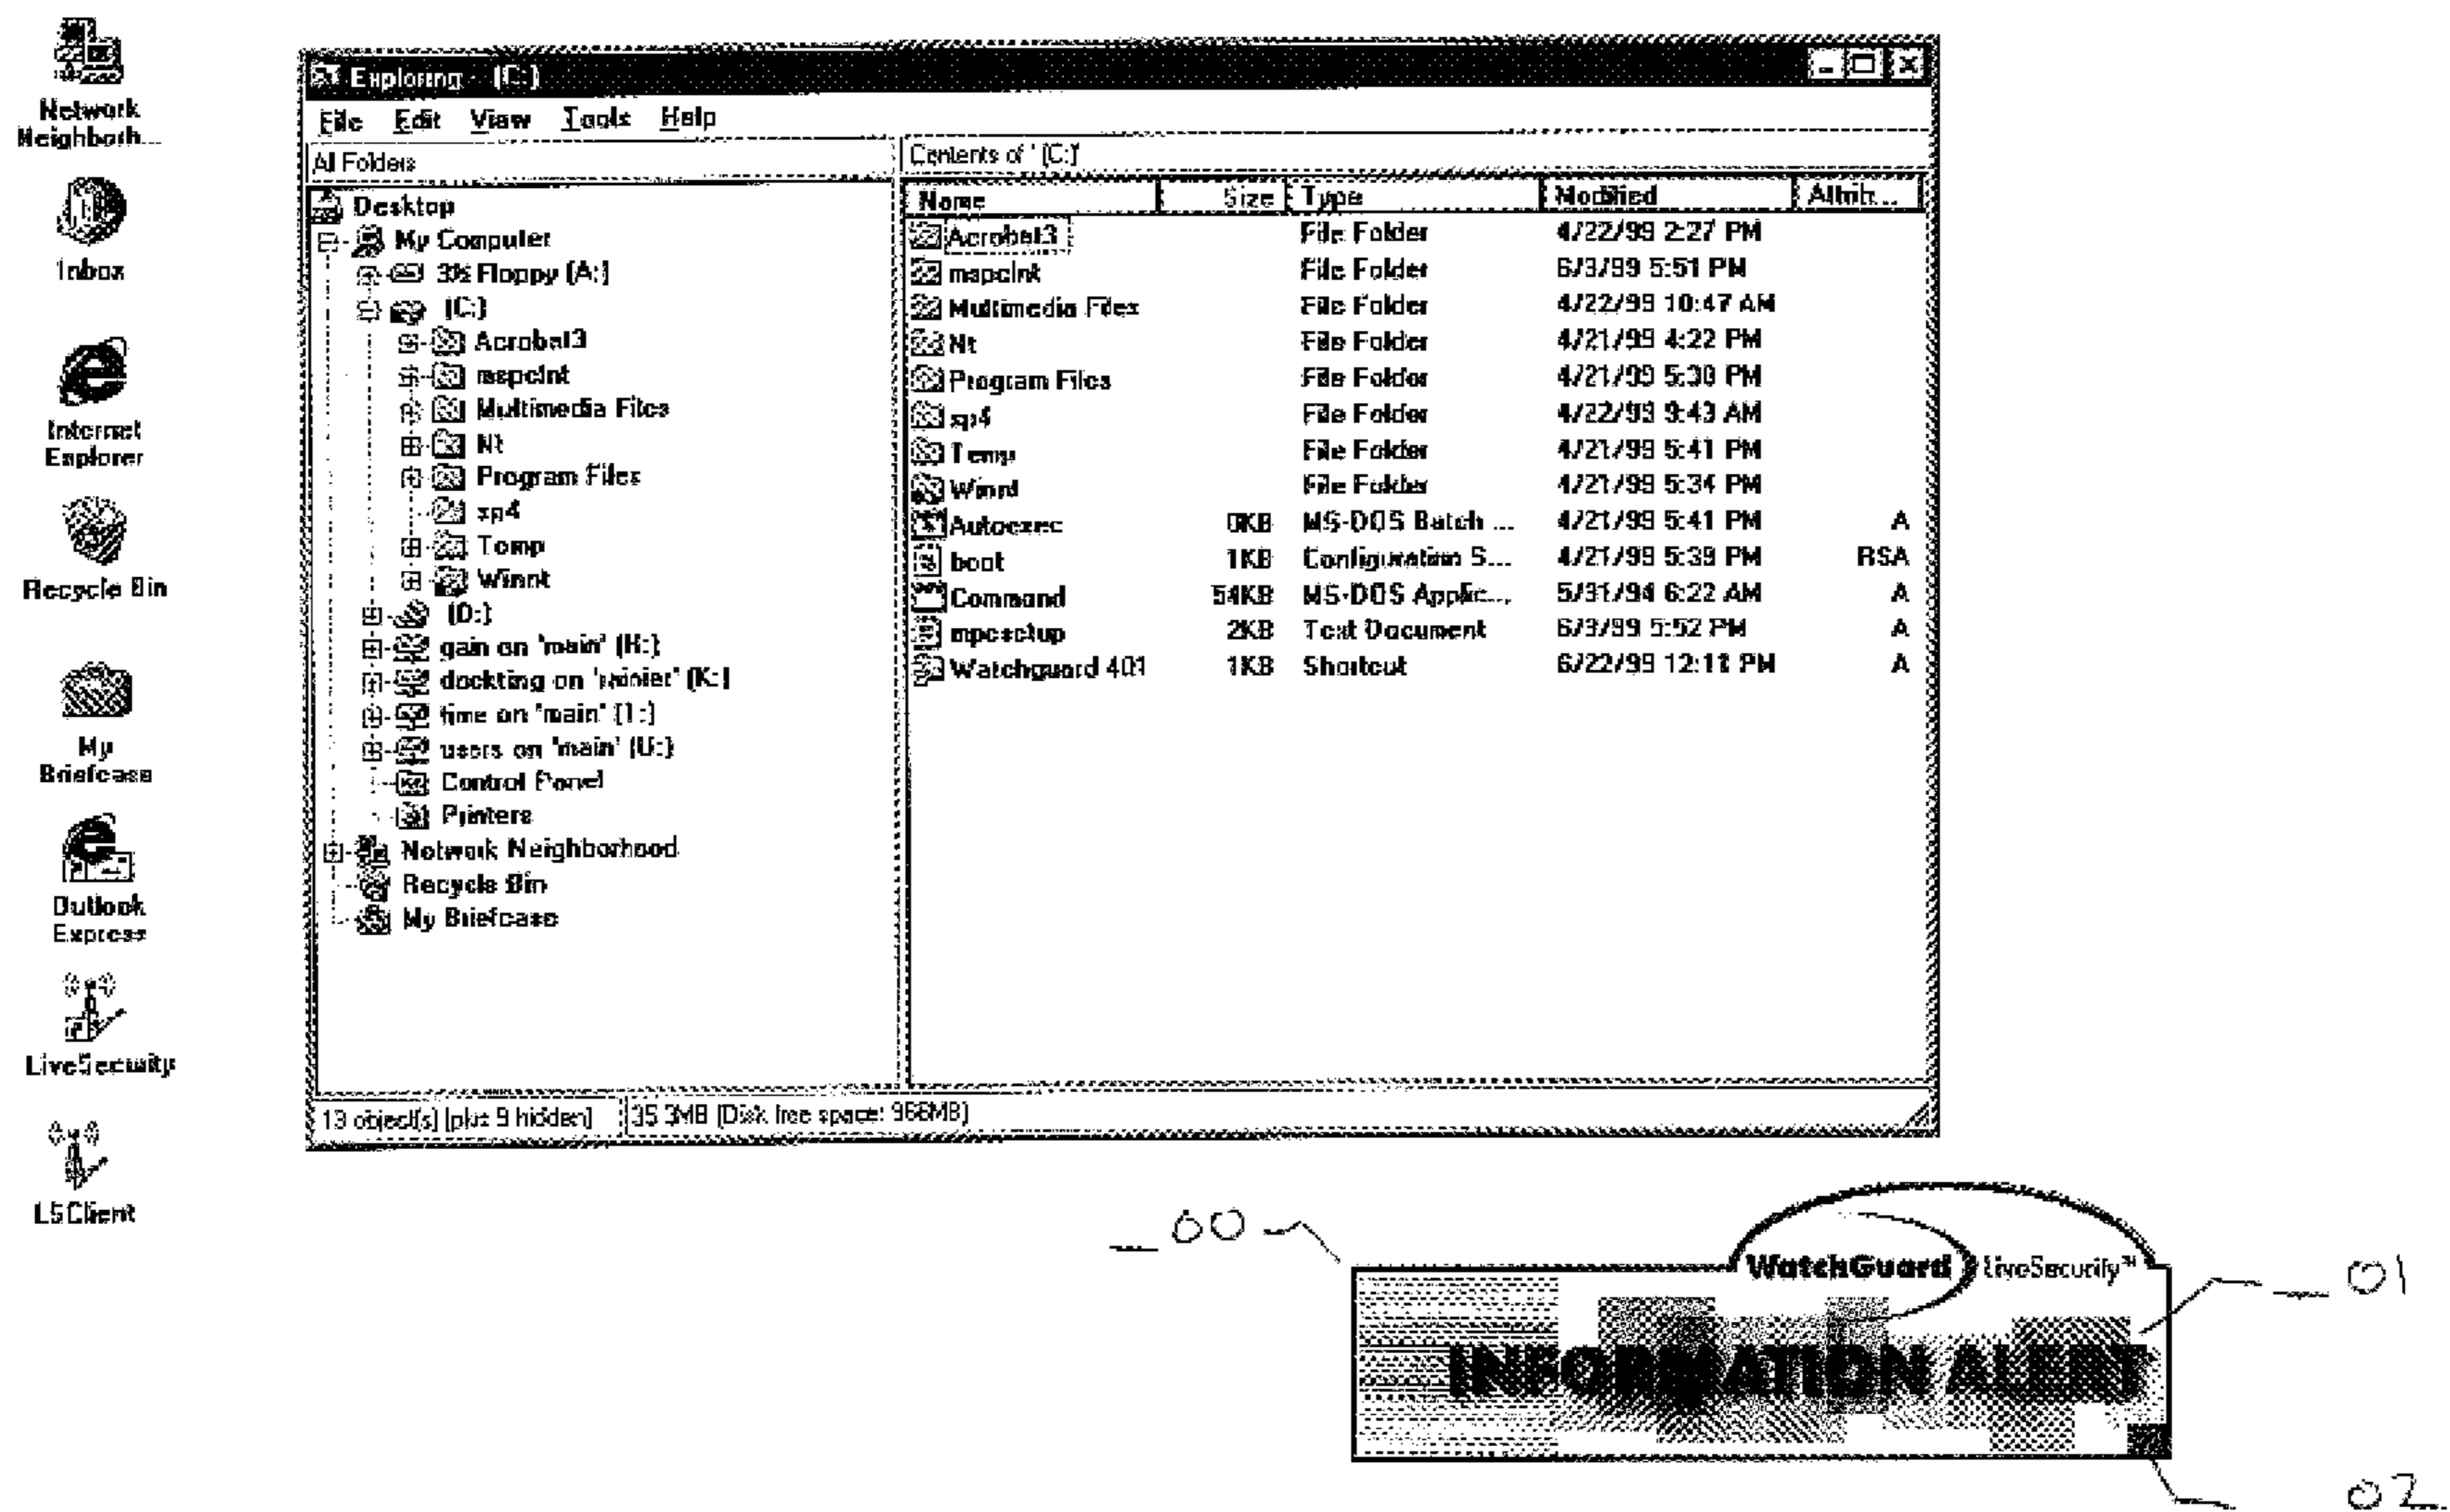 Network
Neighborh...
Inbox
Internet
Explorer
Recycle Bin
My
Briefcase
Outlook
Express
LiveSecurity
LSClient
Exploring - (C:)
File Edit View Tools Help
All Folders
Desktop
My Computer
3½ Floppy (A:)
(C:)
Acrobat3
mspclnt
Multimedia Files
Nt
Program Files
sp4
Temp
Winnt
(D:)
gain on 'main' (H:)
dockting on 'rainier' (K:)
time on 'main' (T:)
users on 'main' (U:)
Control Panel
Printers
Network Neighborhood
Recycle Bin
My Briefcase
Contents of ' (C:)'
Name Size Type Modified Attrib...
Acrobat3 File Folder 4/22/99 2:27 PM
mspclnt File Folder 6/3/99 5:51 PM
Multimedia Files File Folder 4/22/99 10:47 AM
Nt File Folder 4/21/99 4:22 PM
Program Files File Folder 4/21/99 5:30 PM
sp4 File Folder 4/22/99 9:43 AM
Temp File Folder 4/21/99 5:41 PM
Winnt File Folder 4/21/99 5:34 PM
Autoexec 0KB MS-DOS Batch ... 4/21/99 5:41 PM A
boot 1KB Configuration S... 4/21/99 5:39 PM RSA
Command 54KB MS-DOS Applic... 5/31/94 6:22 AM A
mpcsetup 2KB Text Document 6/3/99 5:52 PM A
Watchguard 401 1KB Shortcut 6/22/99 12:11 PM A
13 object(s) (plus 9 hidden) 35.3MB (Disk free space: 966MB)
60
WatchGuard LiveSecurity™
01
INFORMATION ALERT
02